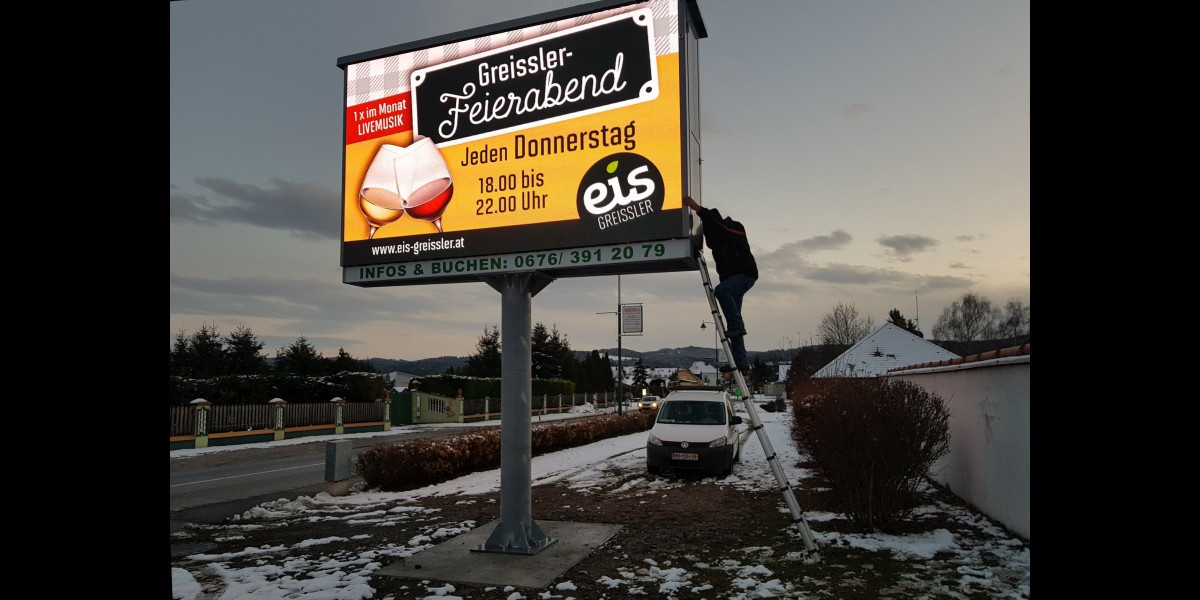 Greissler-
Feierabend
1 x im Monat
LIVEMUSIK
Jeden Donnerstag
18.00 bis
22.00 Uhr
eis
GREISSLER
www.eis-greissler.at
INFOS & BUCHEN: 0676/ 391 20 79